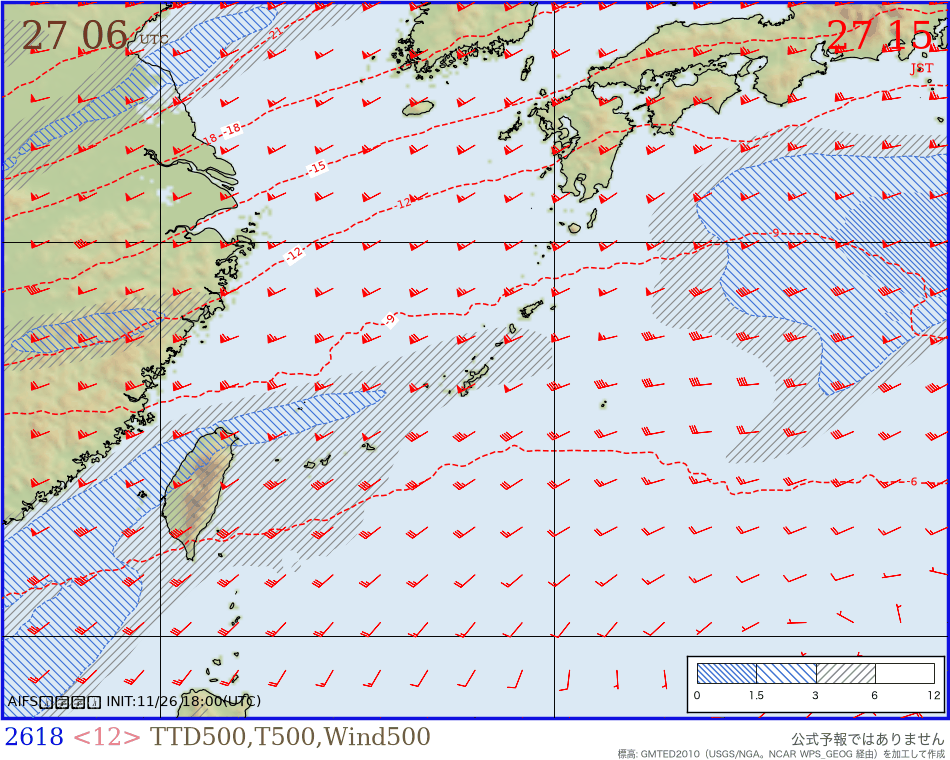 27 06 UTC
27 15
JST
-21
-18 -18
-15
-12
-12
-9
-9
-6
0 1.5 3 6 12
AIFS INIT:11/26 18:00(UTC)
2618 <12> TTD500,T500,Wind500
公式予報ではありません
標高: GMTED2010（USGS/NGA。NCAR WPS_GEOG 経由）を加工して作成